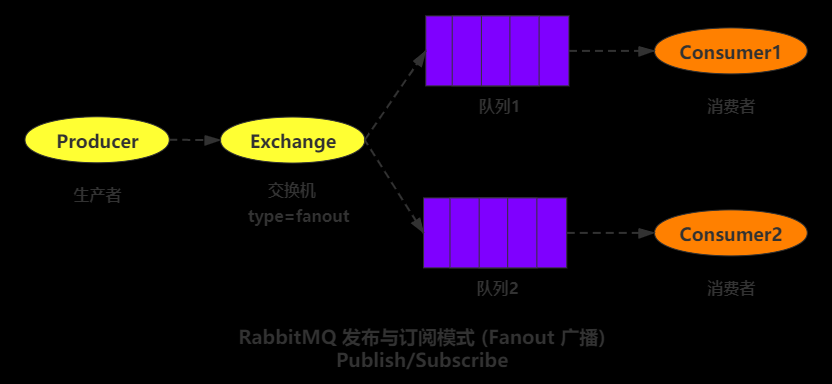 Producer
生产者
Exchange
交换机
type=fanout
队列1
Consumer1
消费者
队列2
Consumer2
消费者
RabbitMQ 发布与订阅模式 (Fanout 广播)
Publish/Subscribe